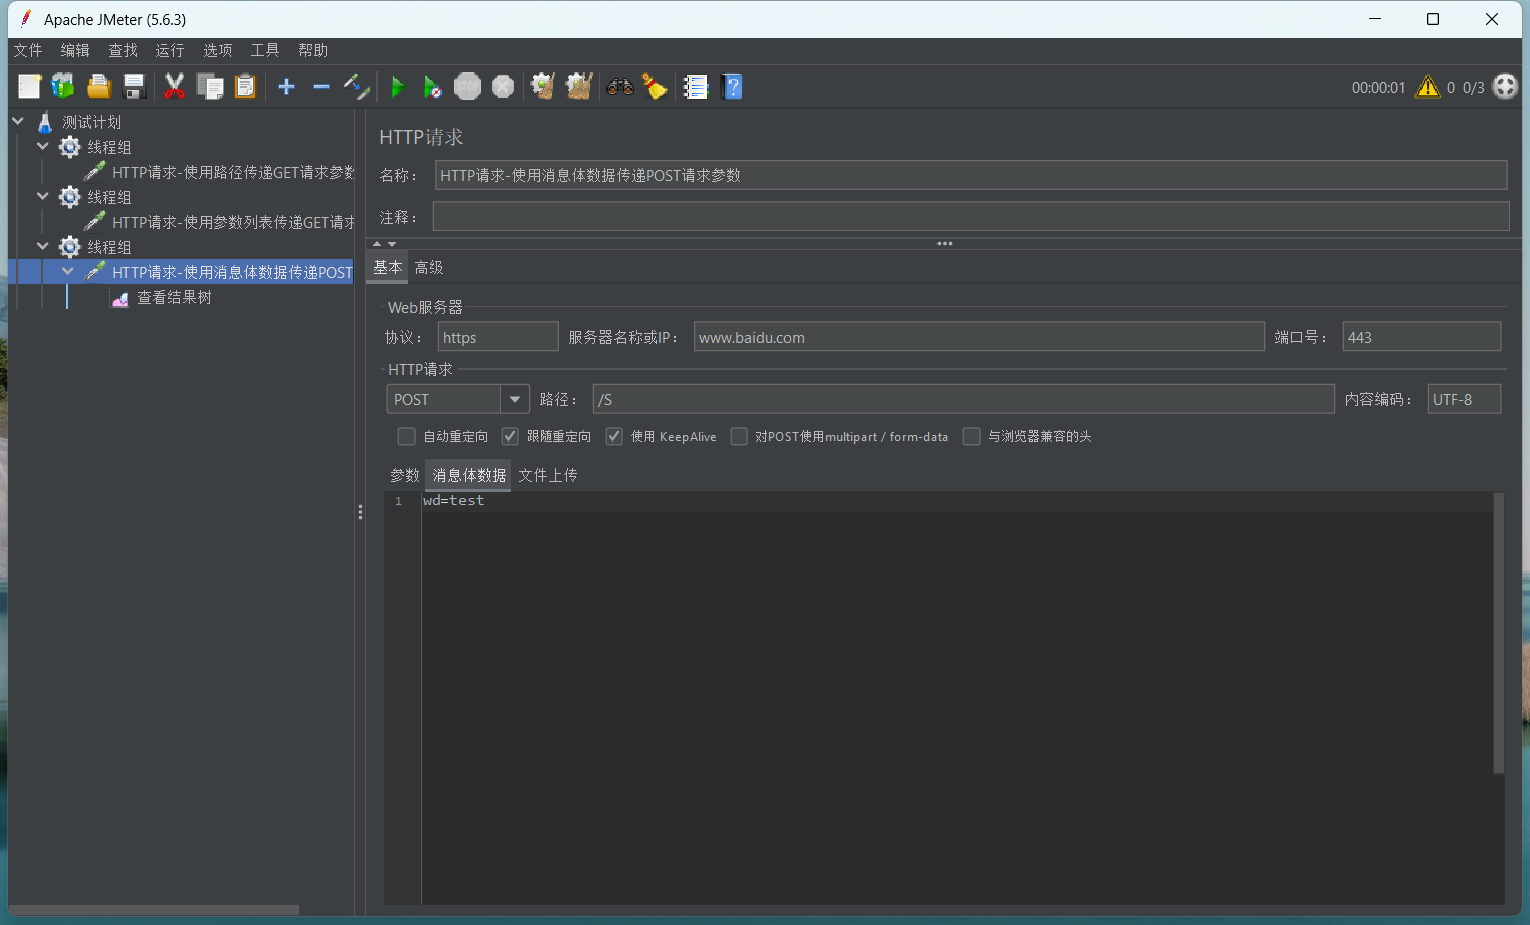 Apache JMeter (5.6.3)
文件 编辑 查找 运行 选项 工具 帮助
STOP
00:00:01 0 0/3
测试计划
线程组
HTTP请求-使用路径传递GET请求参数
线程组
HTTP请求-使用参数列表传递GET请求
线程组
HTTP请求-使用消息体数据传递POST
查看结果树
HTTP请求
名称： HTTP请求-使用消息体数据传递POST请求参数
注释：
基本 高级
Web服务器
协议： https 服务器名称或IP： www.baidu.com 端口号： 443
HTTP请求
POST 路径： /S 内容编码： UTF-8
自动重定向 跟随重定向 使用 KeepAlive 对POST使用multipart / form-data 与浏览器兼容的头
参数 消息体数据 文件上传
1 wd=test